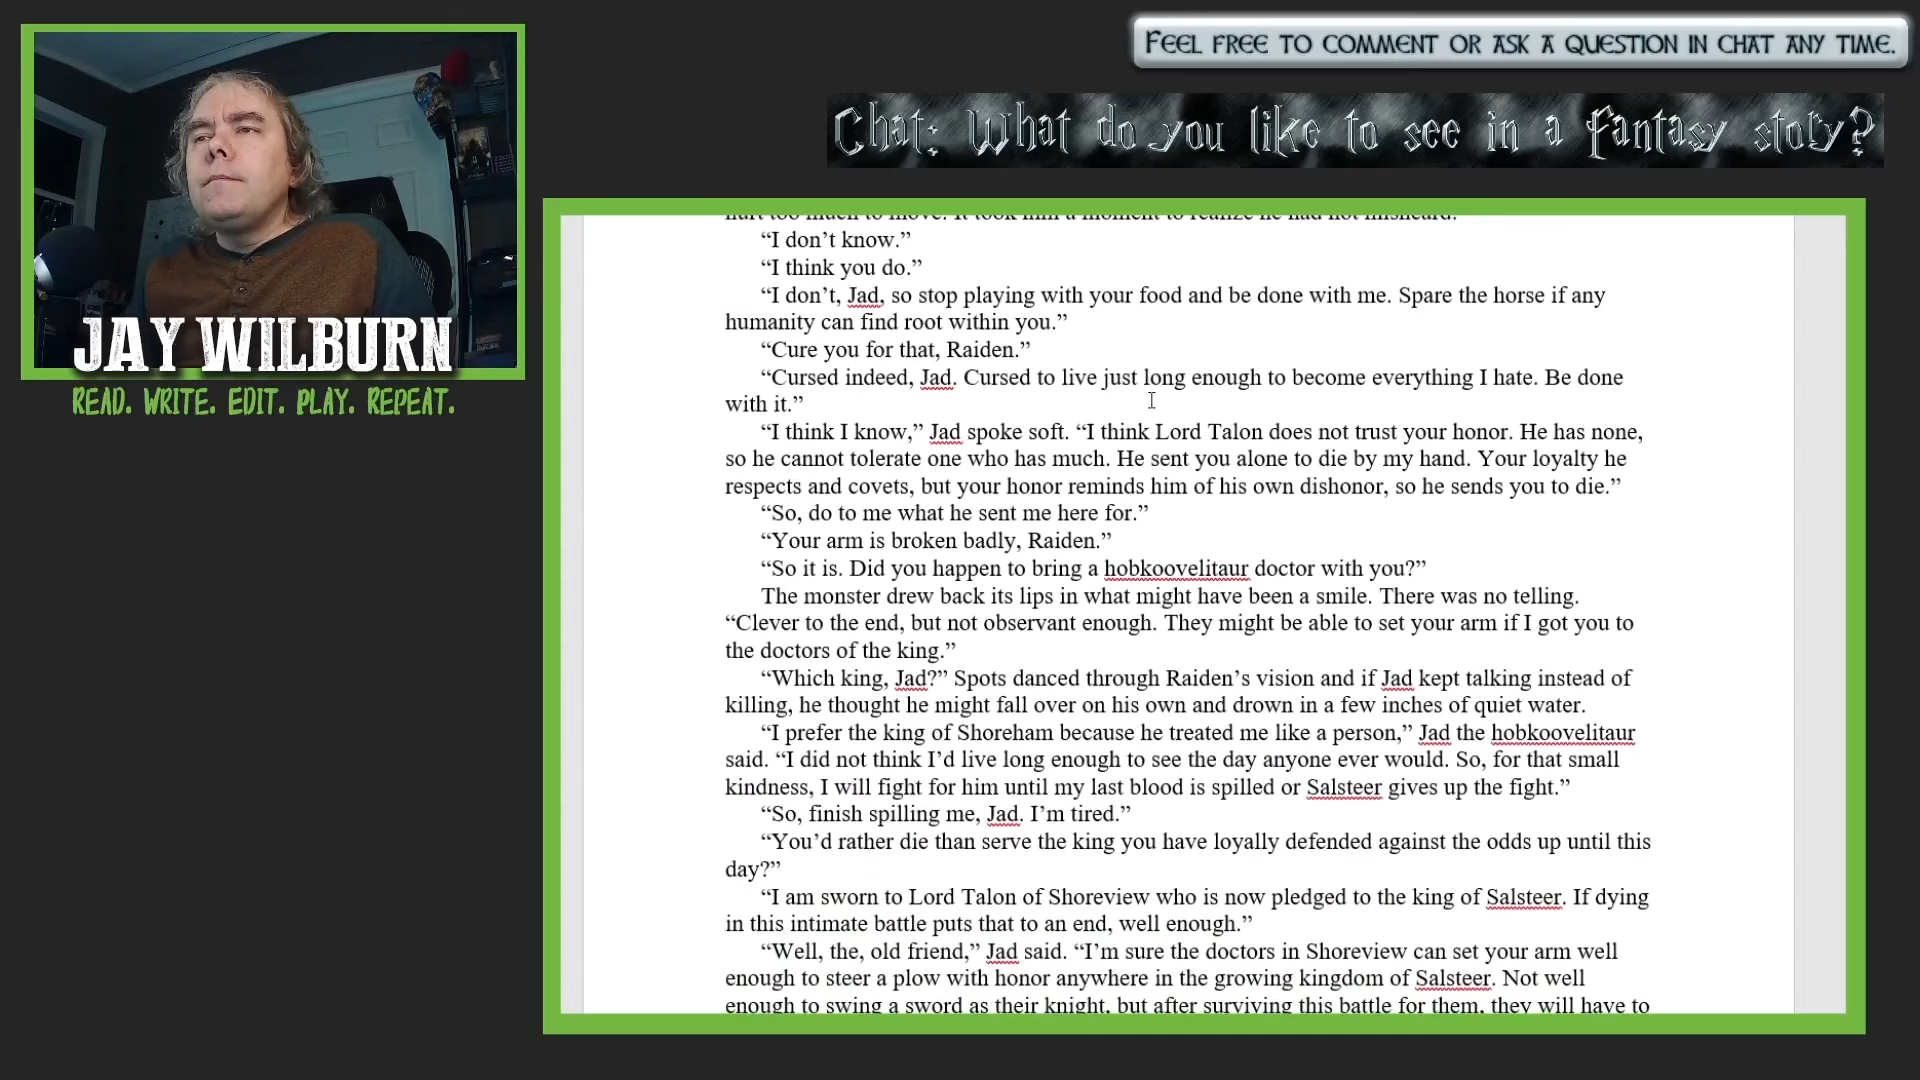 FEEL FREE TO COMMENT OR ASK A QUESTION IN CHAT ANY TIME.
Chat: What do you like to see in a fantasy story?
JAY WILBURN
READ. WRITE. EDIT. PLAY. REPEAT.
hurt too much to move. It took him a moment to realize he had not misheard.
“I don’t know.”
“I think you do.”
“I don’t, Jad, so stop playing with your food and be done with me. Spare the horse if any
humanity can find root within you.”
“Cure you for that, Raiden.”
“Cursed indeed, Jad. Cursed to live just long enough to become everything I hate. Be done
with it.”
“I think I know,” Jad spoke soft. “I think Lord Talon does not trust your honor. He has none,
so he cannot tolerate one who has much. He sent you alone to die by my hand. Your loyalty he
respects and covets, but your honor reminds him of his own dishonor, so he sends you to die.”
“So, do to me what he sent me here for.”
“Your arm is broken badly, Raiden.”
“So it is. Did you happen to bring a hobkoovelitaur doctor with you?”
The monster drew back its lips in what might have been a smile. There was no telling.
“Clever to the end, but not observant enough. They might be able to set your arm if I got you to
the doctors of the king.”
“Which king, Jad?” Spots danced through Raiden’s vision and if Jad kept talking instead of
killing, he thought he might fall over on his own and drown in a few inches of quiet water.
“I prefer the king of Shoreham because he treated me like a person,” Jad the hobkoovelitaur
said. “I did not think I’d live long enough to see the day anyone ever would. So, for that small
kindness, I will fight for him until my last blood is spilled or Salsteer gives up the fight.”
“So, finish spilling me, Jad. I’m tired.”
“You’d rather die than serve the king you have loyally defended against the odds up until this
day?”
“I am sworn to Lord Talon of Shoreview who is now pledged to the king of Salsteer. If dying
in this intimate battle puts that to an end, well enough.”
“Well, the, old friend,” Jad said. “I’m sure the doctors in Shoreview can set your arm well
enough to steer a plow with honor anywhere in the growing kingdom of Salsteer. Not well
enough to swing a sword as their knight, but after surviving this battle for them, they will have to